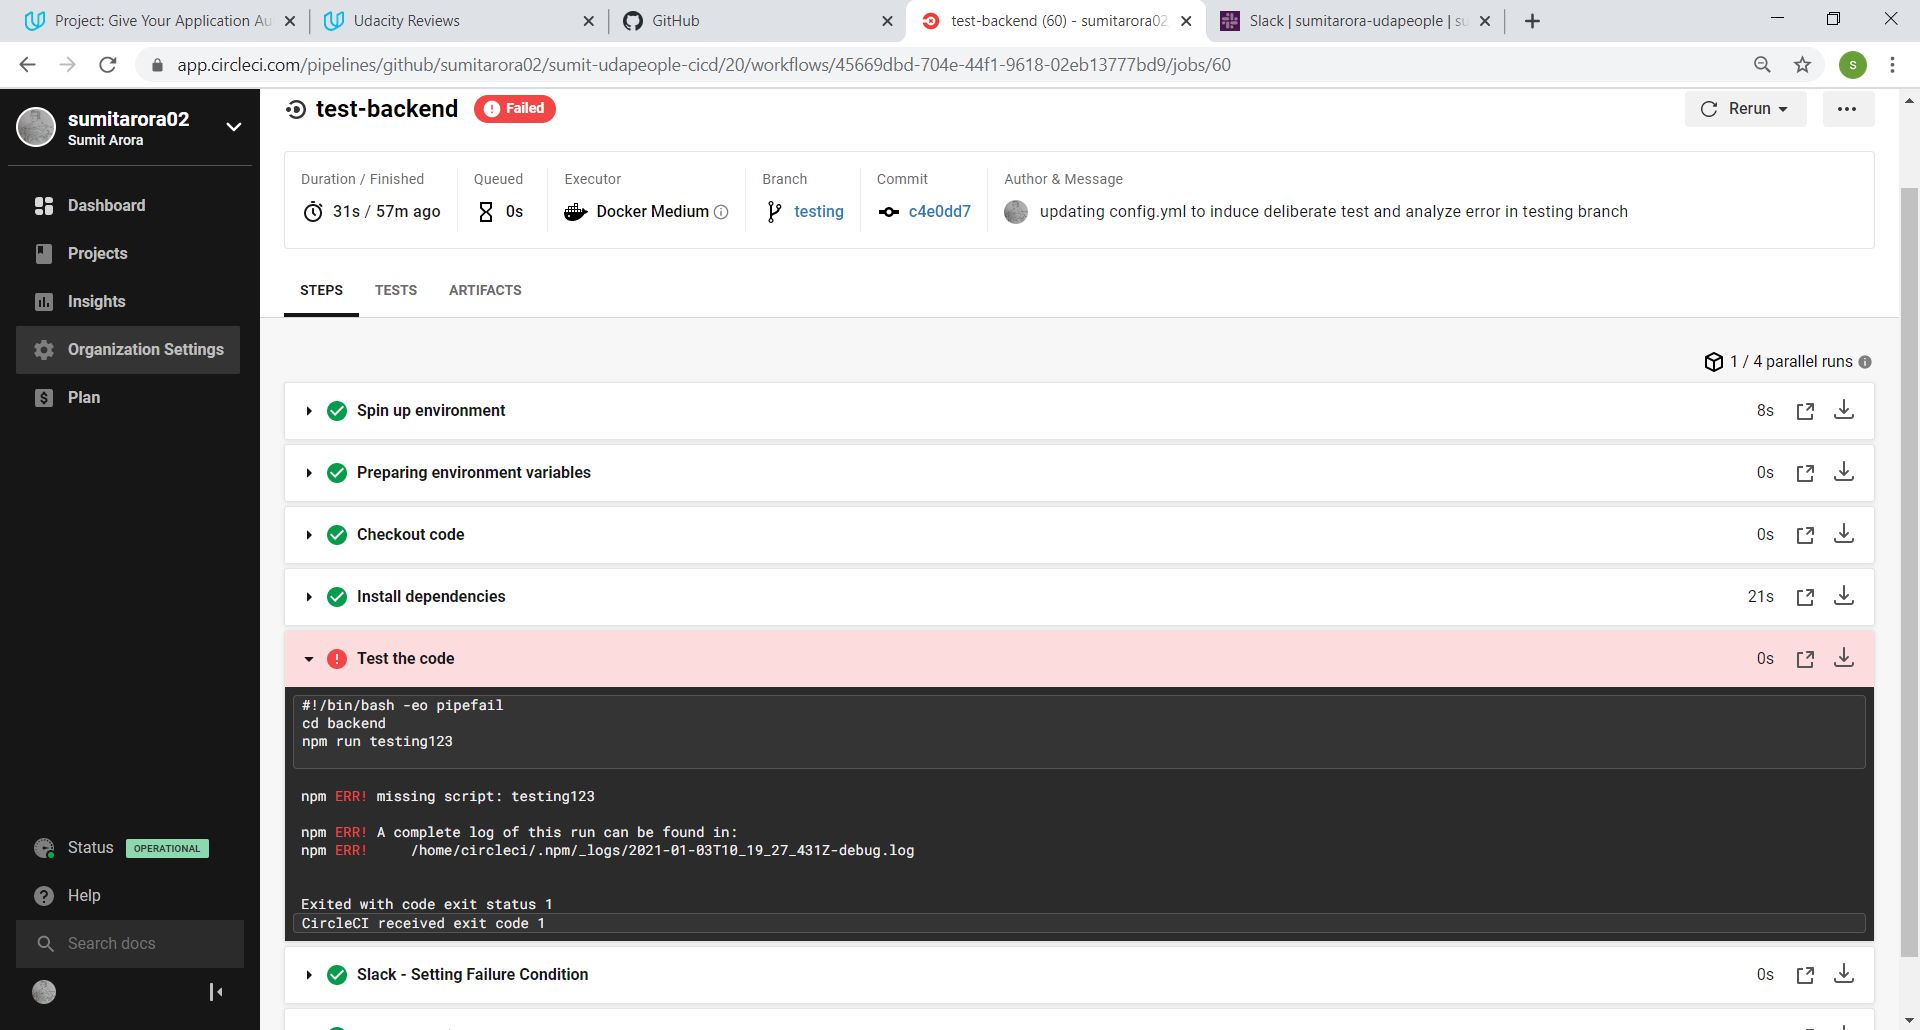 Project: Give Your Application Au
Udacity Reviews
GitHub
test-backend (60) - sumitarora02
Slack | sumitarora-udapeople | su
app.circleci.com/pipelines/github/sumitarora02/sumit-udapeople-cicd/20/workflows/45669dbd-704e-44f1-9618-02eb13777bd9/jobs/60
s
sumitarora02
Sumit Arora
Dashboard
Projects
Insights
Organization Settings
Plan
Status OPERATIONAL
Help
Search docs
test-backend
Failed
Rerun
Duration / Finished
31s / 57m ago
Queued
0s
Executor
Docker Medium
Branch
testing
Commit
c4e0dd7
Author & Message
updating config.yml to induce deliberate test and analyze error in testing branch
STEPS
TESTS
ARTIFACTS
1 / 4 parallel runs
Spin up environment 8s
Preparing environment variables 0s
Checkout code 0s
Install dependencies 21s
Test the code 0s
#!/bin/bash -eo pipefail
cd backend
npm run testing123
npm ERR! missing script: testing123
npm ERR! A complete log of this run can be found in:
npm ERR!     /home/circleci/.npm/_logs/2021-01-03T10_19_27_431Z-debug.log
Exited with code exit status 1
CircleCI received exit code 1
Slack - Setting Failure Condition 0s